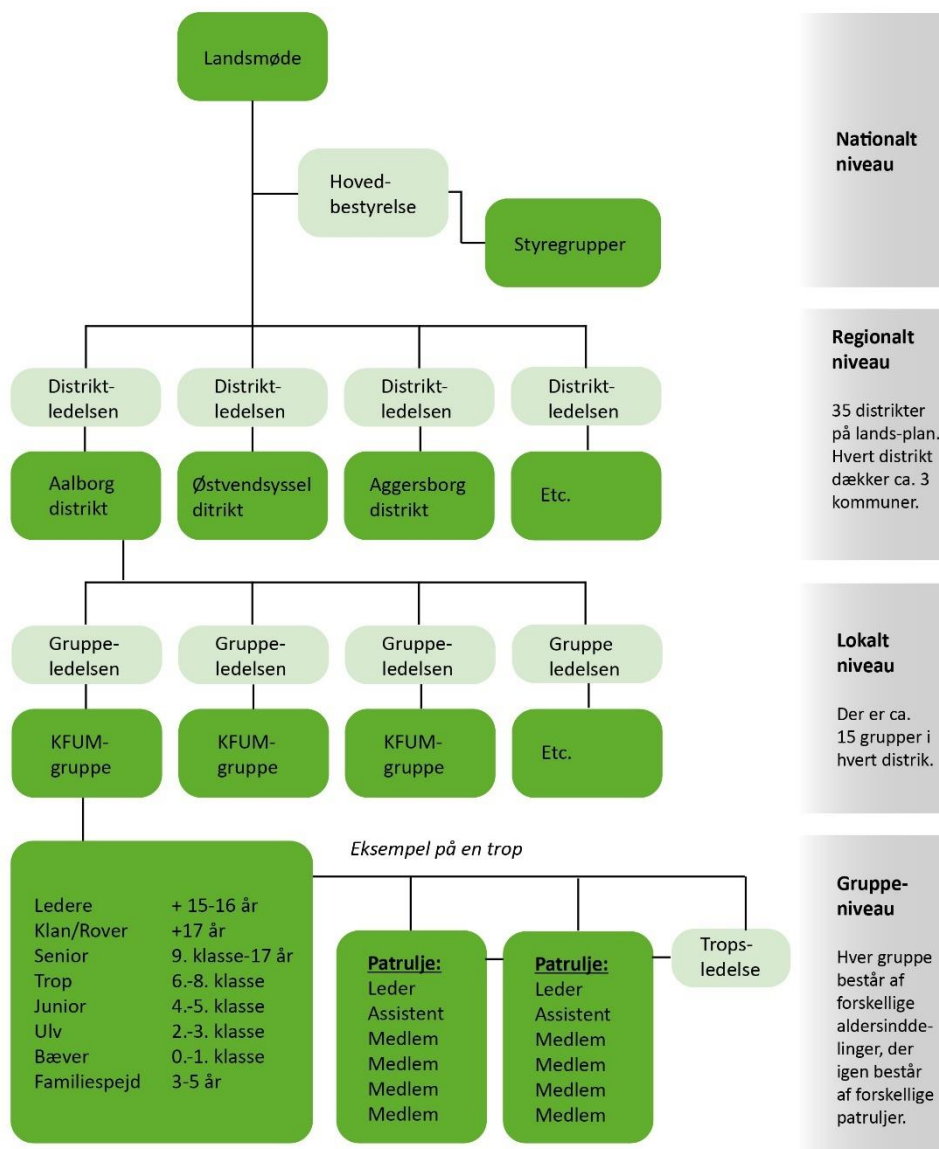 Landsmøde
Hoved-
bestyrelse
Styregrupper
Nationalt
niveau
Distrikt-
ledelsen
Distrikt-
ledelsen
Distrikt-
ledelsen
Distrikt-
ledelsen
Aalborg
distrikt
Østvendsyssel
ditrikt
Aggersborg
distrikt
Etc.
Regionalt
niveau
35 distrikter
på lands-plan.
Hvert distrikt
dækker ca. 3
kommuner.
Gruppe-
ledelsen
Gruppe-
ledelsen
Gruppe-
ledelsen
Gruppe
ledelsen
KFUM-
gruppe
KFUM-
gruppe
KFUM-
gruppe
Etc.
Lokalt
niveau
Der er ca.
15 grupper i
hvert distrik.
Ledere + 15-16 år
Klan/Rover +17 år
Senior 9. klasse-17 år
Trop 6.-8. klasse
Junior 4.-5. klasse
Ulv 2.-3. klasse
Bæver 0.-1. klasse
Familiespejd 3-5 år
Eksempel på en trop
Patrulje:
Leder
Assistent
Medlem
Medlem
Medlem
Medlem
Patrulje:
Leder
Assistent
Medlem
Medlem
Medlem
Medlem
Trops-
ledelse
Gruppe-
niveau
Hver gruppe
består af
forskellige
aldersindde-
linger, der
igen består
af forskellige
patruljer.